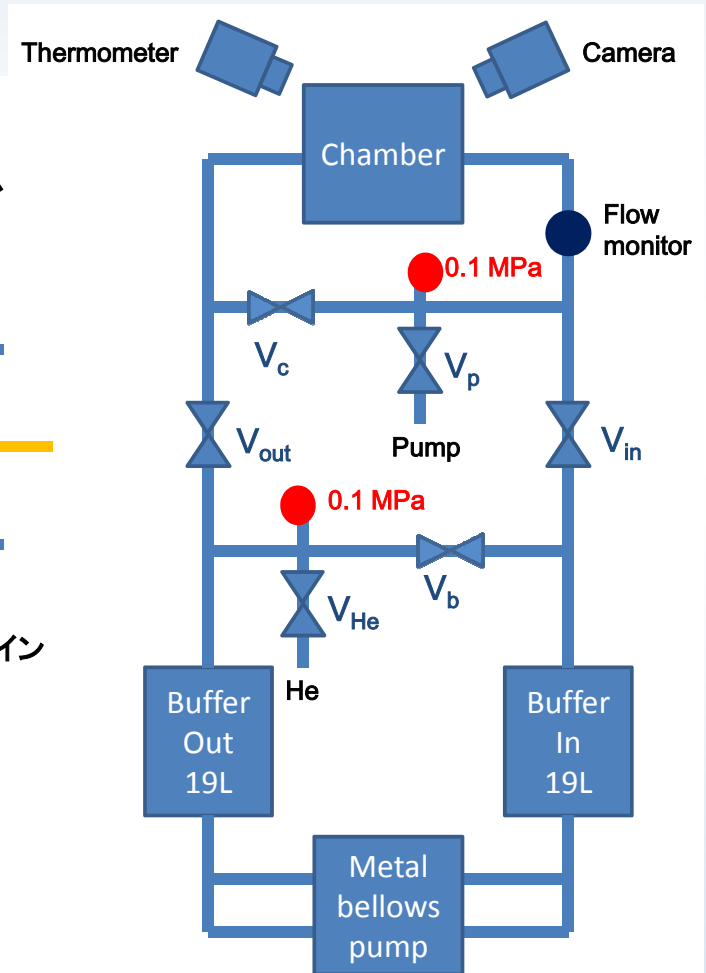 Thermometer
Camera
Chamber
Flow
monitor
0.1 MPa
Vc
Vp
Pump
Vout
Vin
0.1 MPa
Vb
VHe
He
イン
Buffer
Out
19L
Buffer
In
19L
Metal
bellows
pump